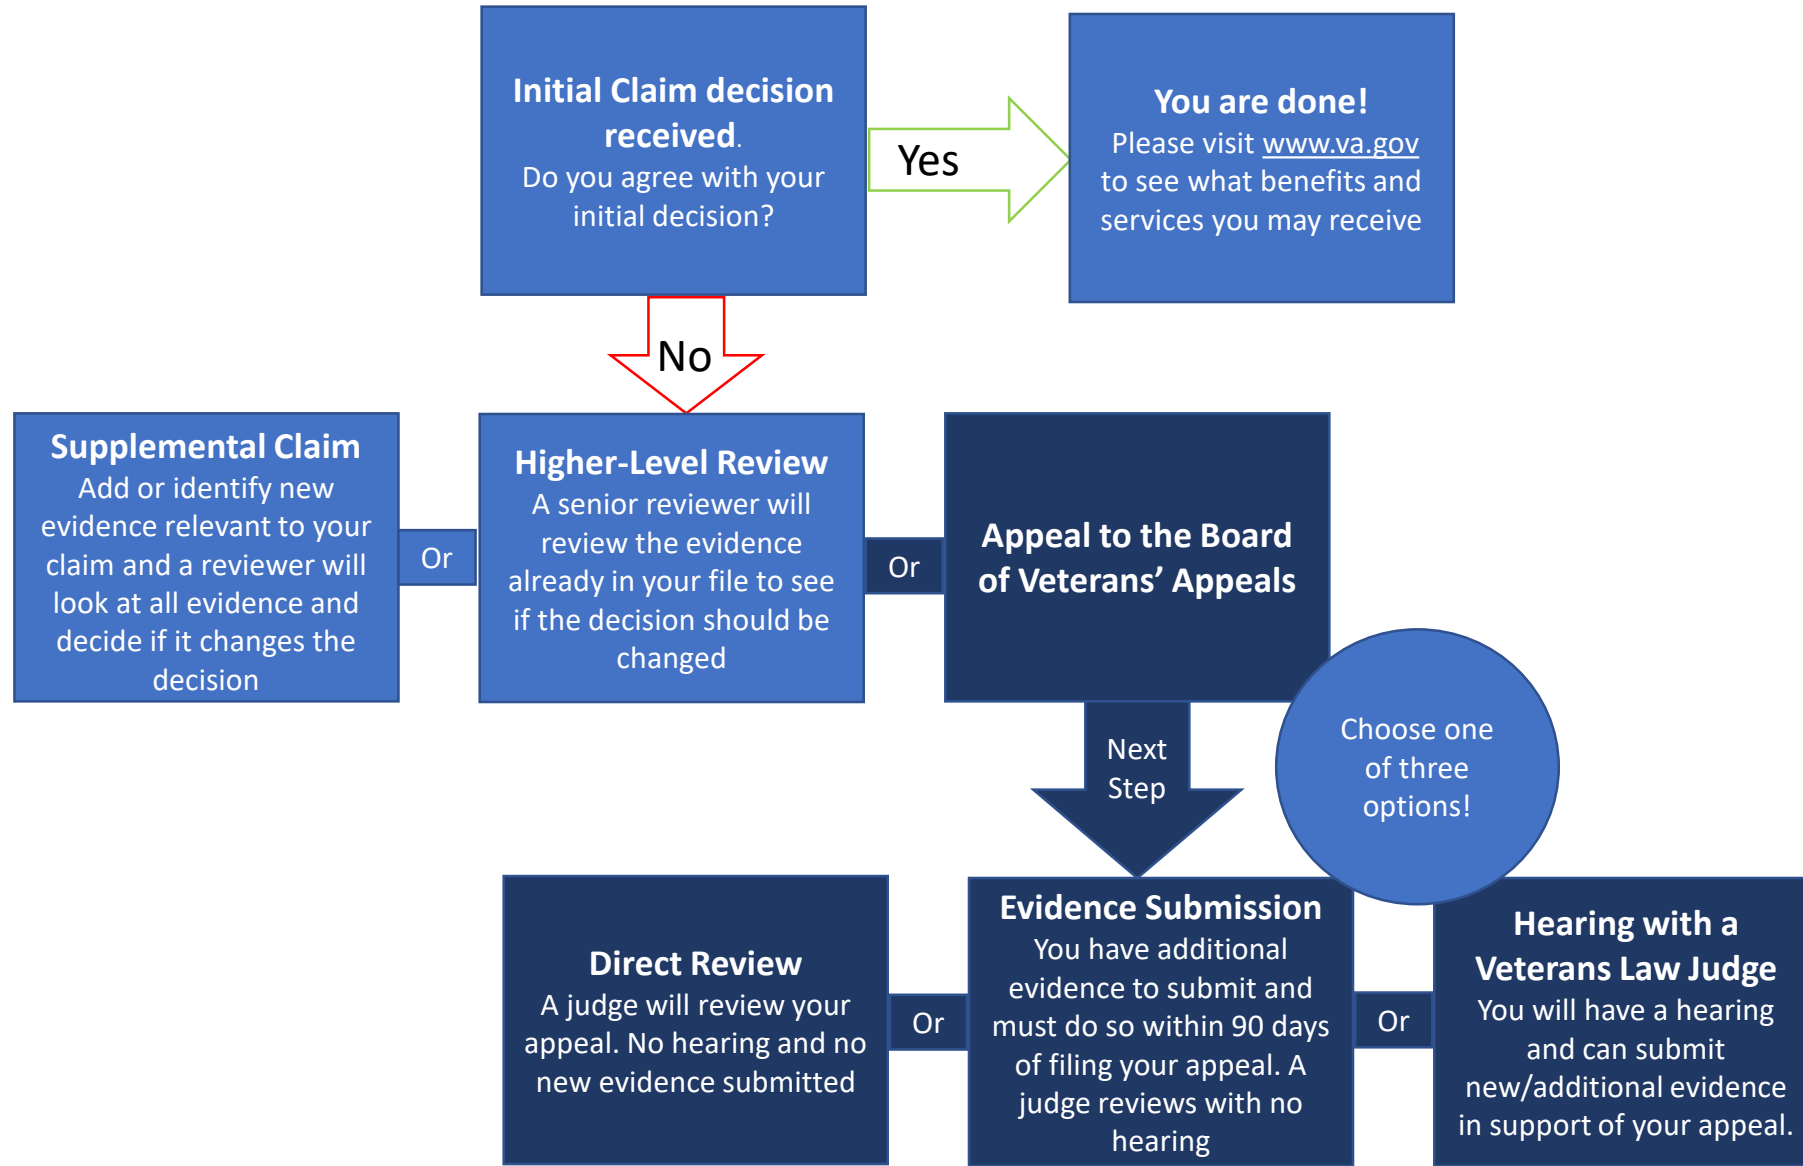 Initial Claim decision
received.
Do you agree with your
initial decision?
Yes
You are done!
Please visit www.va.gov
to see what benefits and
services you may receive
No
Supplemental Claim
Add or identify new
evidence relevant to your
claim and a reviewer will
look at all evidence and
decide if it changes the
decision
Or
Higher-Level Review
A senior reviewer will
review the evidence
already in your file to see
if the decision should be
changed
Or
Appeal to the Board
of Veterans’ Appeals
Next
Step
Choose one
of three
options!
Direct Review
A judge will review your
appeal. No hearing and no
new evidence submitted
Or
Evidence Submission
You have additional
evidence to submit and
must do so within 90 days
of filing your appeal. A
judge reviews with no
hearing
Or
Hearing with a
Veterans Law Judge
You will have a hearing
and can submit
new/additional evidence
in support of your appeal.